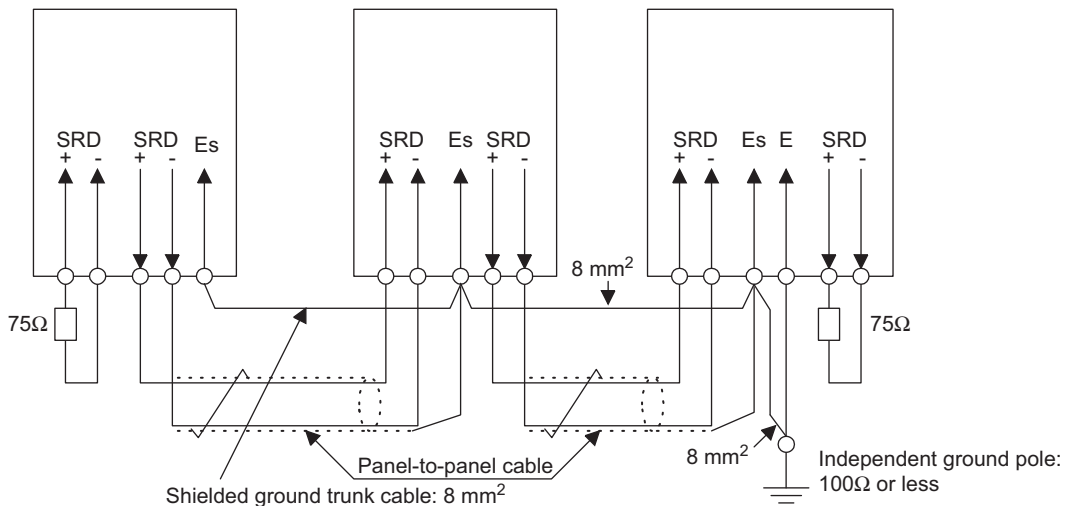 SRD SRD Es
+ - + -
SRD Es SRD
+ - + -
SRD Es E SRD
+ - + -
8 mm²
75Ω
75Ω
8 mm²
Panel-to-panel cable
Shielded ground trunk cable: 8 mm²
Independent ground pole:
100Ω or less